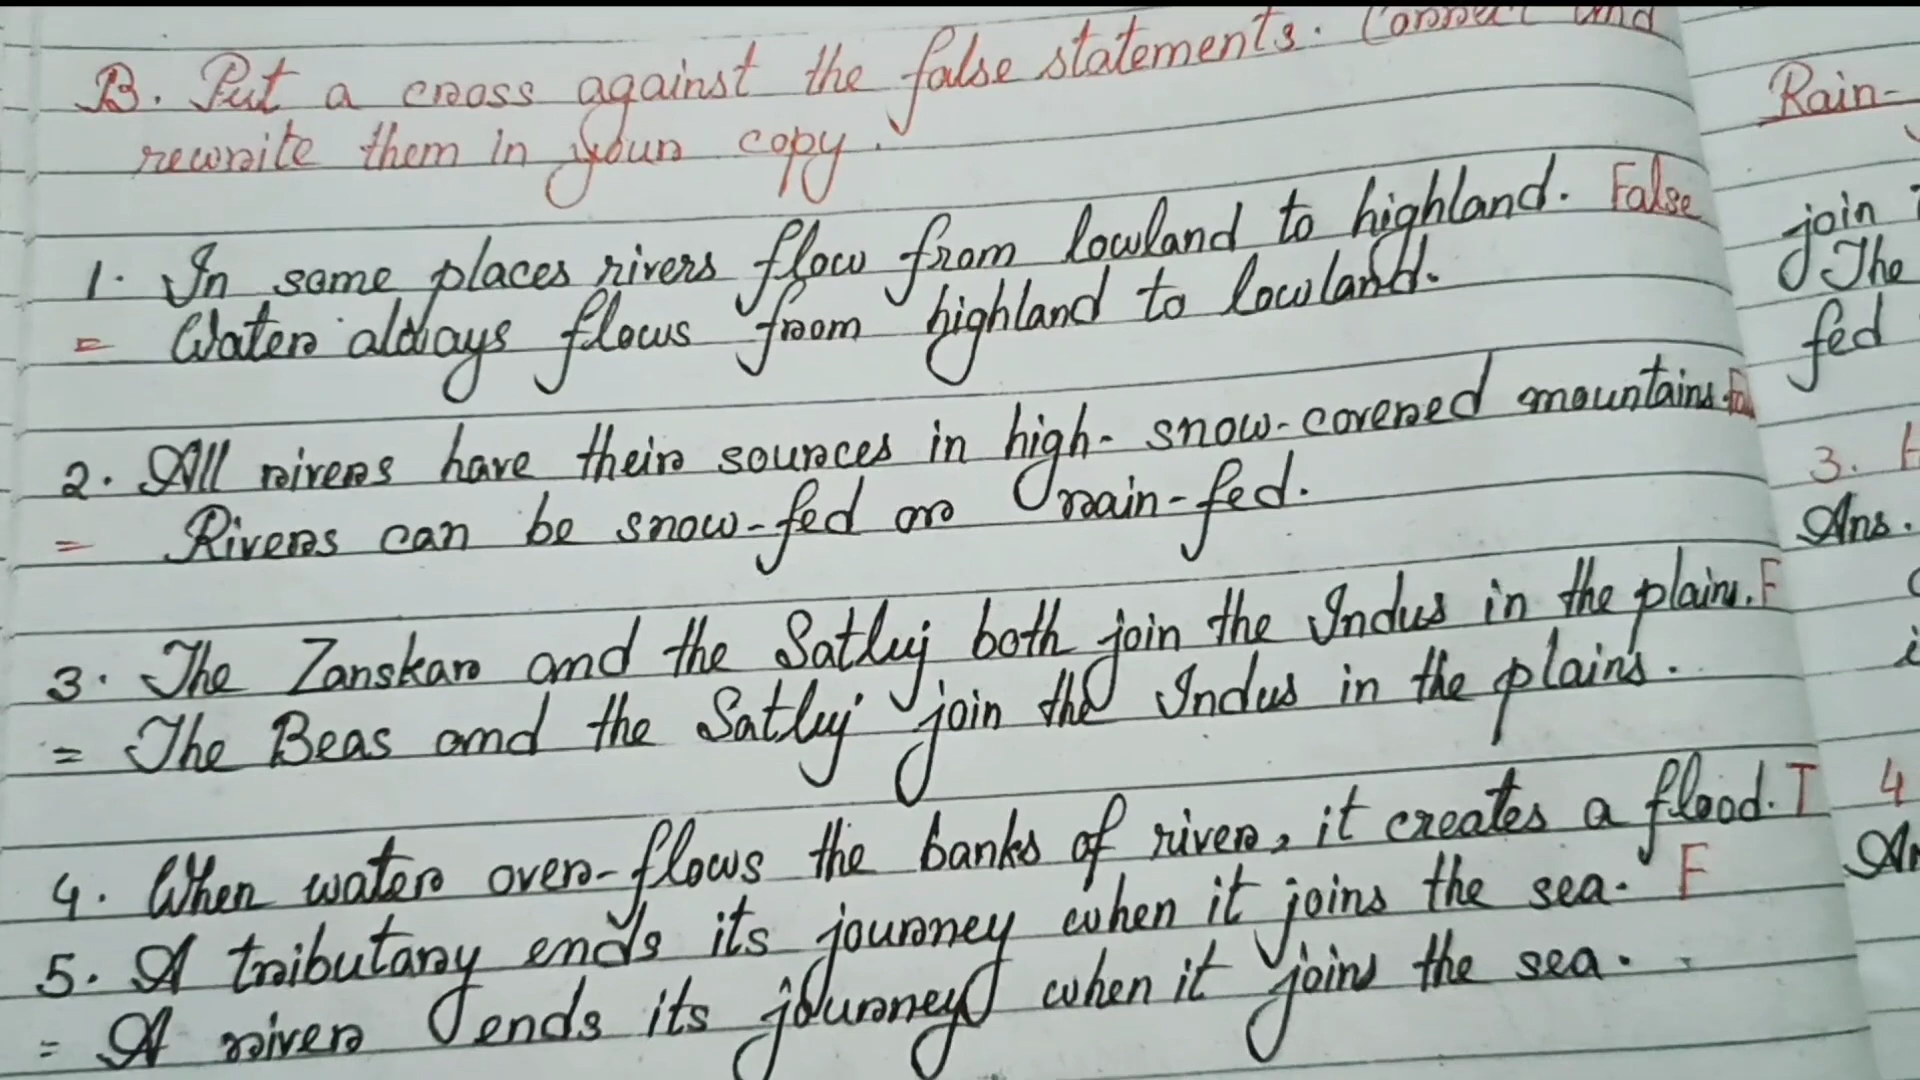 B. Put a cross against the false statements. Correct and
rewrite them in your copy.
1. In some places rivers flow from lowland to highland. False
= Water always flows from highland to lowland.
2. All rivers have their sources in high- snow-covered mountains.
= Rivers can be snow-fed or rain-fed.
3. The Zanskar and the Satluj both join the Indus in the plains. F
= The Beas and the Satluj join the Indus in the plains.
4. When water over-flows the banks of river, it creates a flood. T
5. A tributary ends its journey when it joins the sea. F
= A river ends its journey when it joins the sea.
Rain-
join
The
fed
3.
Ans.
4